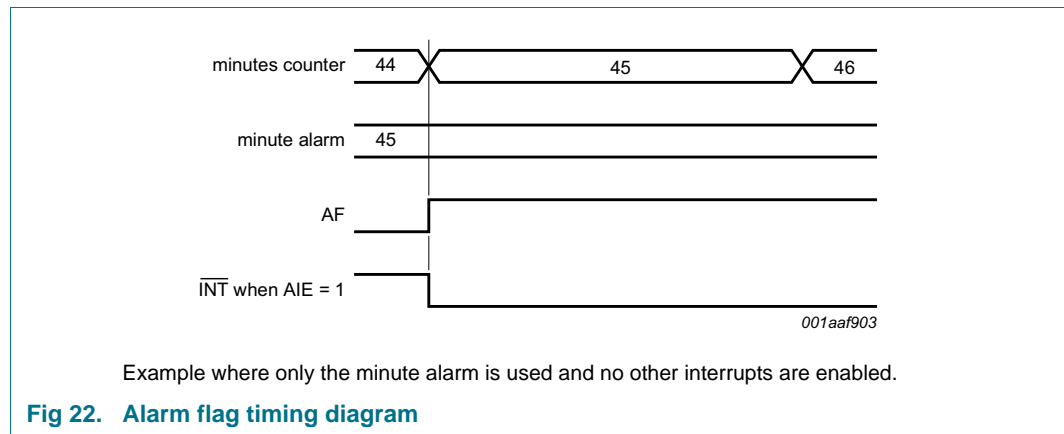 minutes counter 44 45 46
minute alarm 45
AF
INT when AIE = 1
001aaf903
Example where only the minute alarm is used and no other interrupts are enabled.
Fig 22. Alarm flag timing diagram